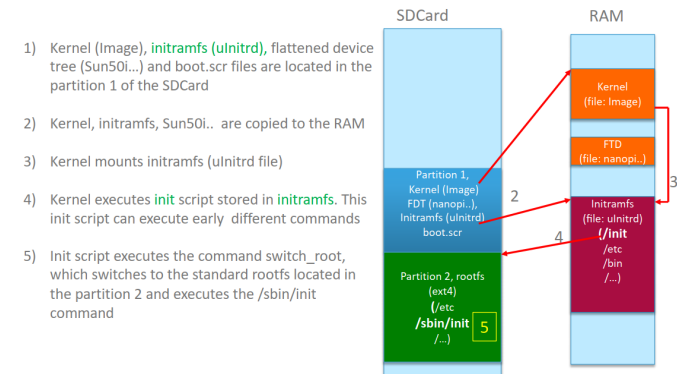 SDCard
RAM
1) Kernel (Image), initramfs (uInitrd), flattened device
tree (Sun50i...) and boot.scr files are located in the
partition 1 of the SDCard
2) Kernel, initramfs, Sun50i.. are copied to the RAM
3) Kernel mounts initramfs (uInitrd file)
4) Kernel executes init script stored in initramfs. This
init script can execute early different commands
5) Init script executes the command switch_root,
which switches to the standard rootfs located in
the partition 2 and executes the /sbin/init
command
Partition 1,
Kernel (Image)
FDT (nanopi..),
Initramfs (uInitrd)
boot.scr
Partition 2, rootfs
(ext4)
(/etc
/sbin/init
/...)
5
2
4
3
Kernel
(file: Image)
FTD
(file: nanopi..)
Initramfs
(file: uInitrd)
(/init
/etc
/bin
/...)